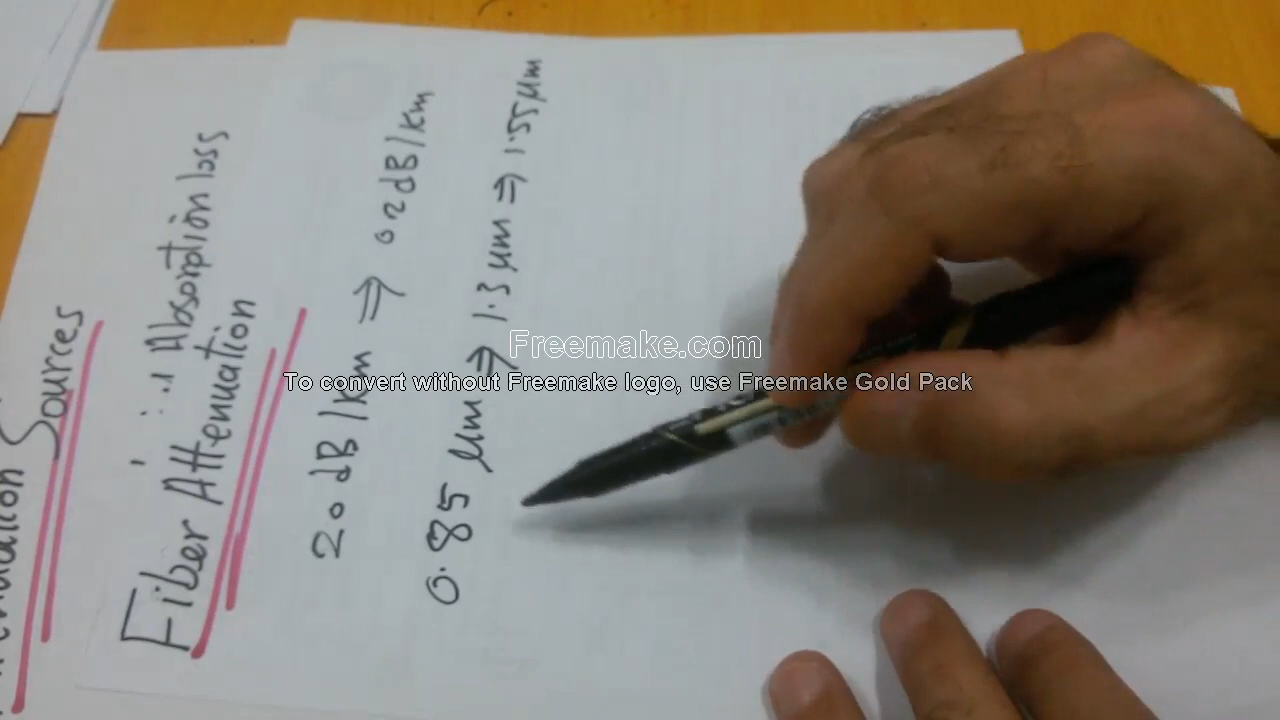 Sources
Absorption loss
Fiber Attenuation
20 dB/km ⇒ 0.2 dB/km
0.85 μm ⇒ 1.3 μm ⇒ 1.55 μm
Freemake.com
To convert without Freemake logo, use Freemake Gold Pack